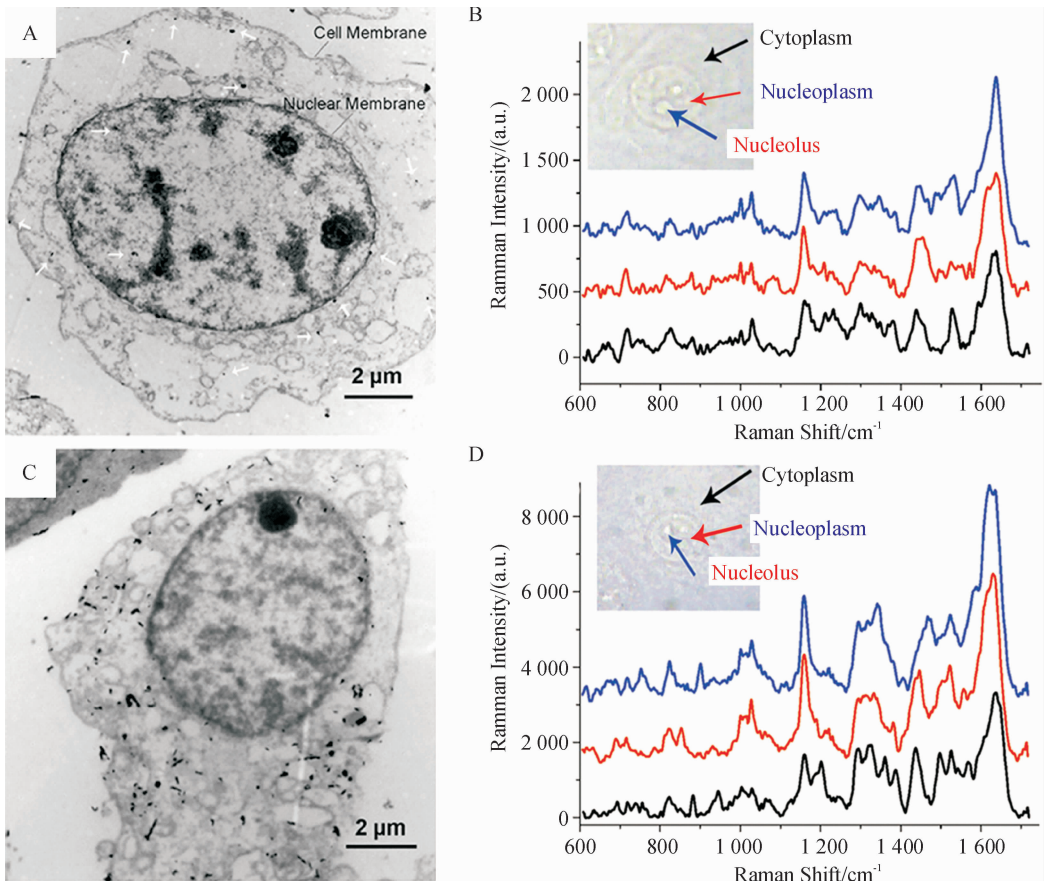 A
Cell Membrane
Nuclear Membrane
2 μm
B
Cytoplasm
Nucleoplasm
Nucleolus
2 000
1 500
1 000
500
0
Ramman Intensity/(a.u.)
600 800 1 000 1 200 1 400 1 600
Raman Shift/cm⁻¹
C
2 μm
D
Cytoplasm
Nucleoplasm
Nucleolus
8 000
6 000
4 000
2 000
0
Ramman Intensity/(a.u.)
600 800 1 000 1 200 1 400 1 600
Raman Shift/cm⁻¹